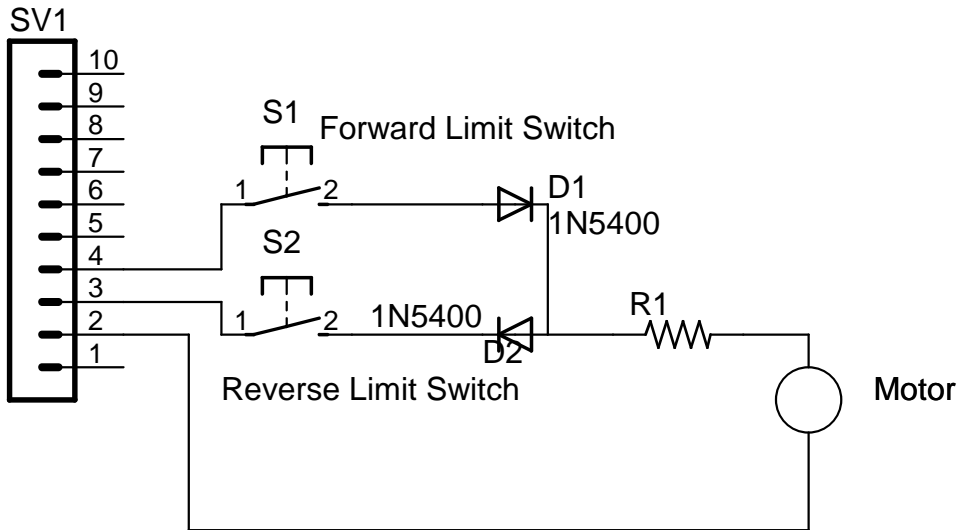 SV1
10
9
8
7
6
5
4
3
2
1
S1
Forward Limit Switch
1 2
D1
1N5400
S2
1 2
1N5400
D2
Reverse Limit Switch
R1
Motor